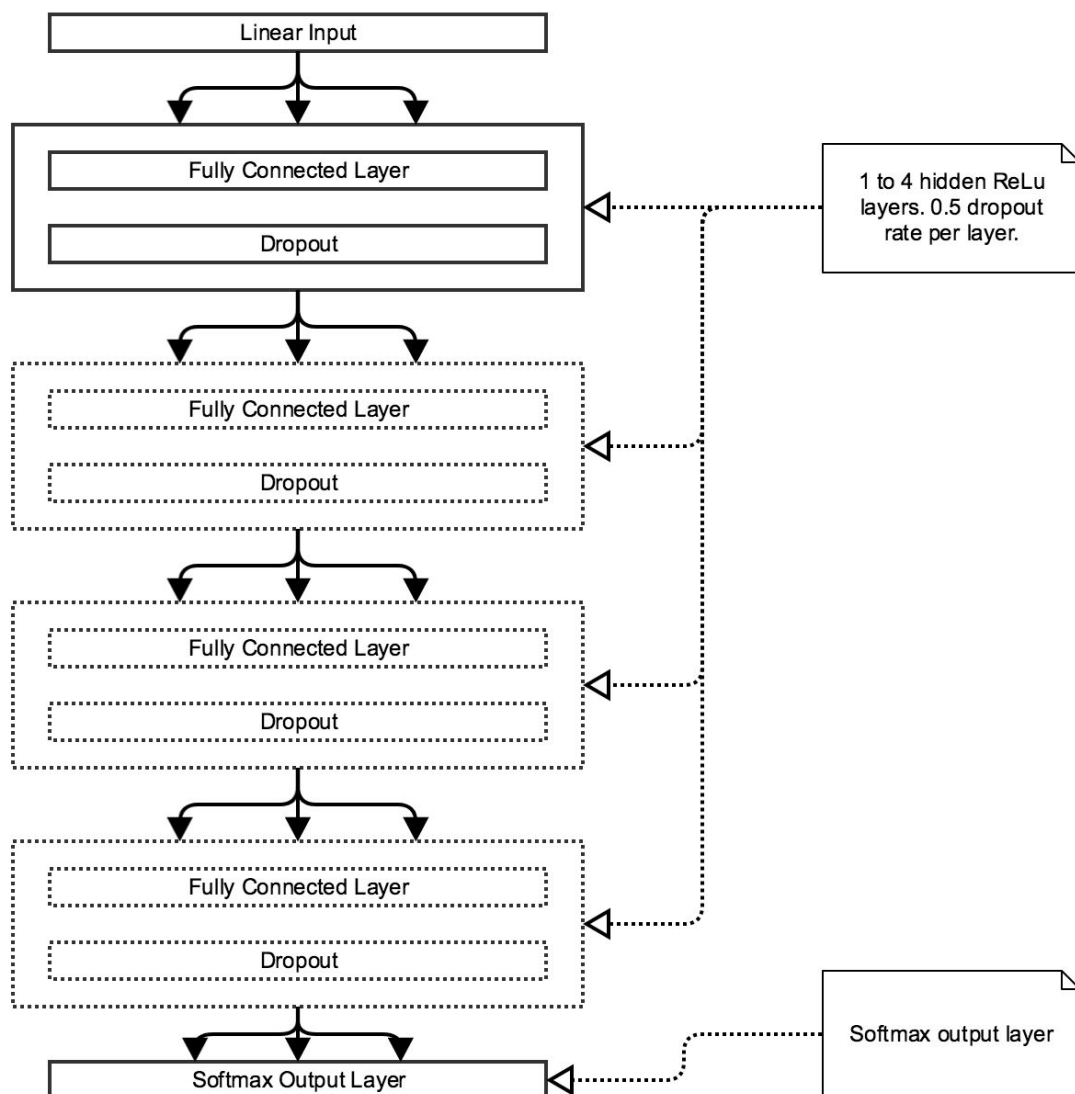 Linear Input
Fully Connected Layer
Dropout
1 to 4 hidden ReLu
layers. 0.5 dropout
rate per layer.
Fully Connected Layer
Dropout
Fully Connected Layer
Dropout
Fully Connected Layer
Dropout
Softmax Output Layer
Softmax output layer